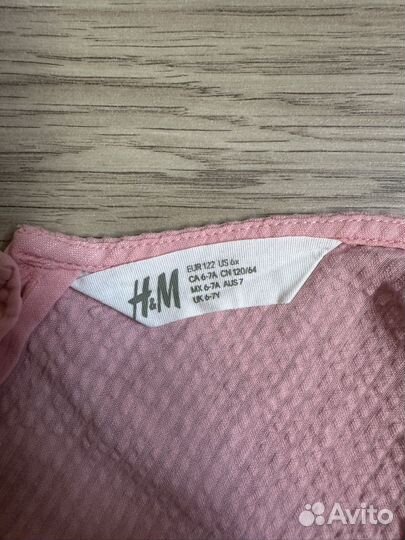 H&M
EUR 122 US 6x
CA 6-7A CN 120/64
MX 6-7A AUS 7
UK 6-7Y
Avito